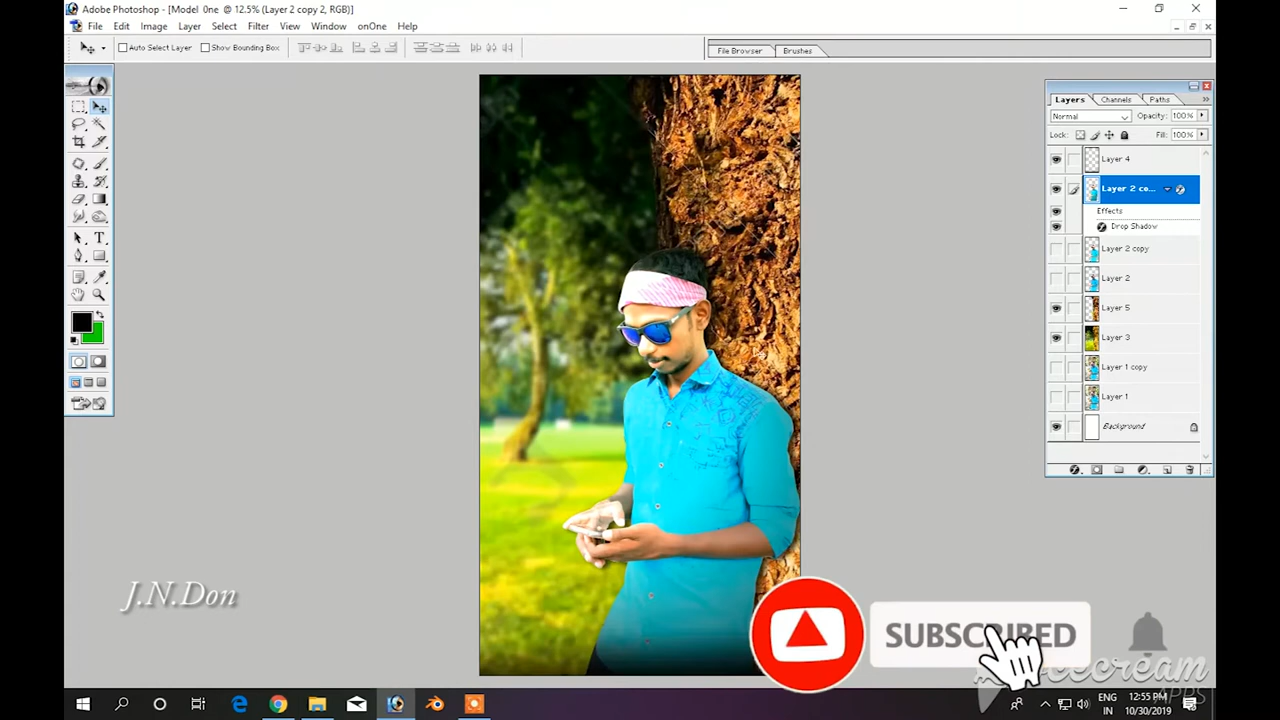 Adobe Photoshop - [Model One @ 12.5% (Layer 2 copy 2, RGB)]
File Edit Image Layer Select Filter View Window onOne Help
Auto Select Layer Show Bounding Box File Browser Brushes
Layers Channels Paths
Normal Opacity: 100%
Lock: Fill: 100%
Layer 4
Layer 2 co...
Effects
Drop Shadow
Layer 2 copy
Layer 2
Layer 5
Layer 3
Layer 1 copy
Layer 1
Background
J.N.Don
SUBSCRIBED
APPS
ENG 12:55 PM
IN 10/30/2019